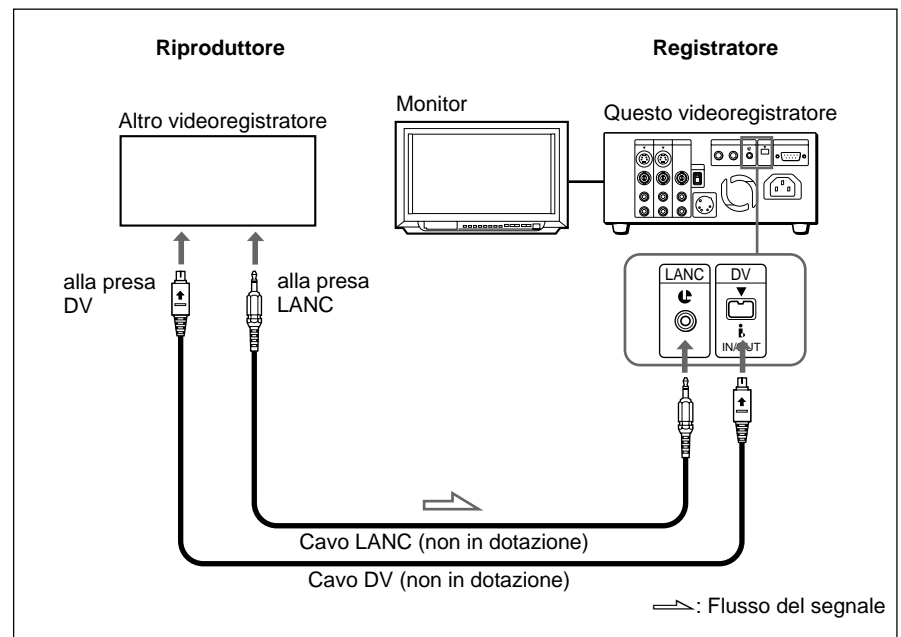 Riproduttore
Registratore
Altro videoregistratore
Monitor
Questo videoregistratore
alla presa
DV
alla presa
LANC
LANC
DV
IN/OUT
Cavo LANC (non in dotazione)
Cavo DV (non in dotazione)
: Flusso del segnale